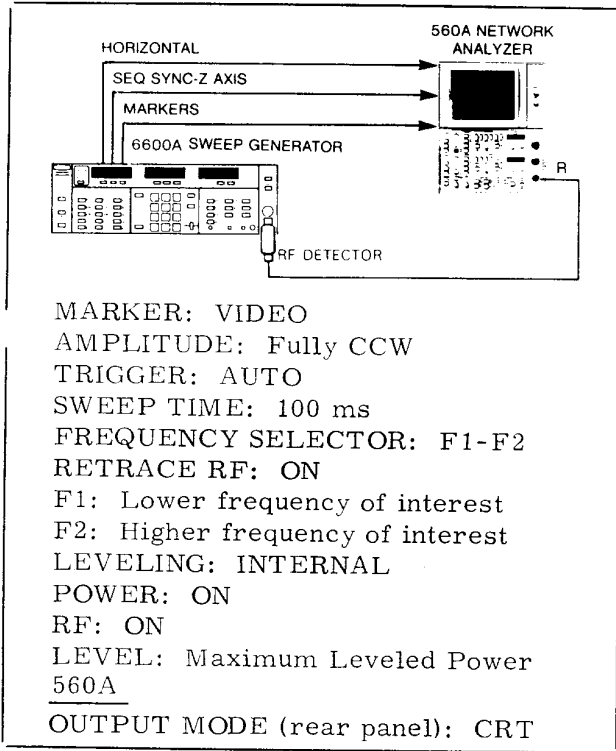 560A NETWORK
ANALYZER
HORIZONTAL
SEQ SYNC-Z AXIS
MARKERS
6600A SWEEP GENERATOR
R
RF DETECTOR
MARKER: VIDEO
AMPLITUDE: Fully CCW
TRIGGER: AUTO
SWEEP TIME: 100 ms
FREQUENCY SELECTOR: F1-F2
RETRACE RF: ON
F1: Lower frequency of interest
F2: Higher frequency of interest
LEVELING: INTERNAL
POWER: ON
RF: ON
LEVEL: Maximum Leveled Power
560A
OUTPUT MODE (rear panel): CRT